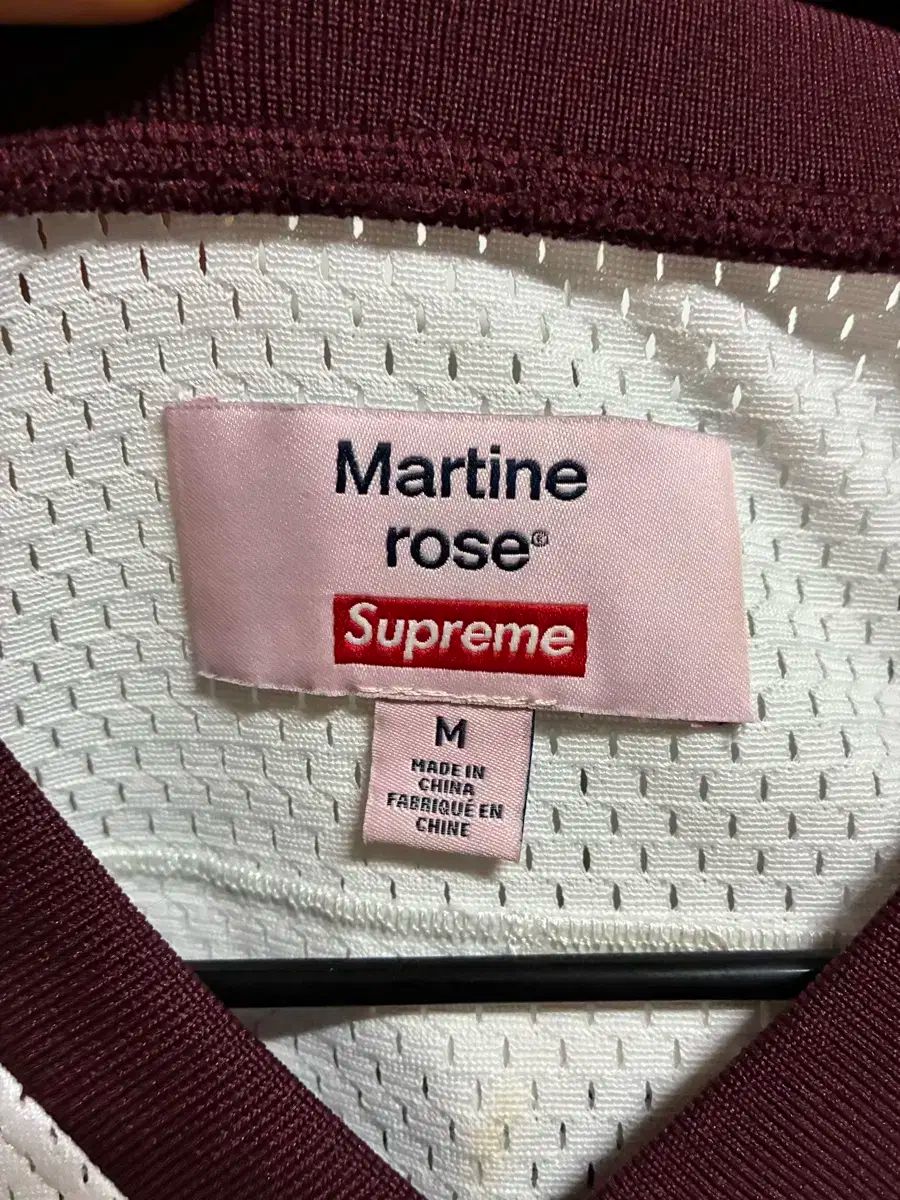 Martine
rose®
Supreme
M
MADE IN
CHINA
FABRIQUÉ EN
CHINE